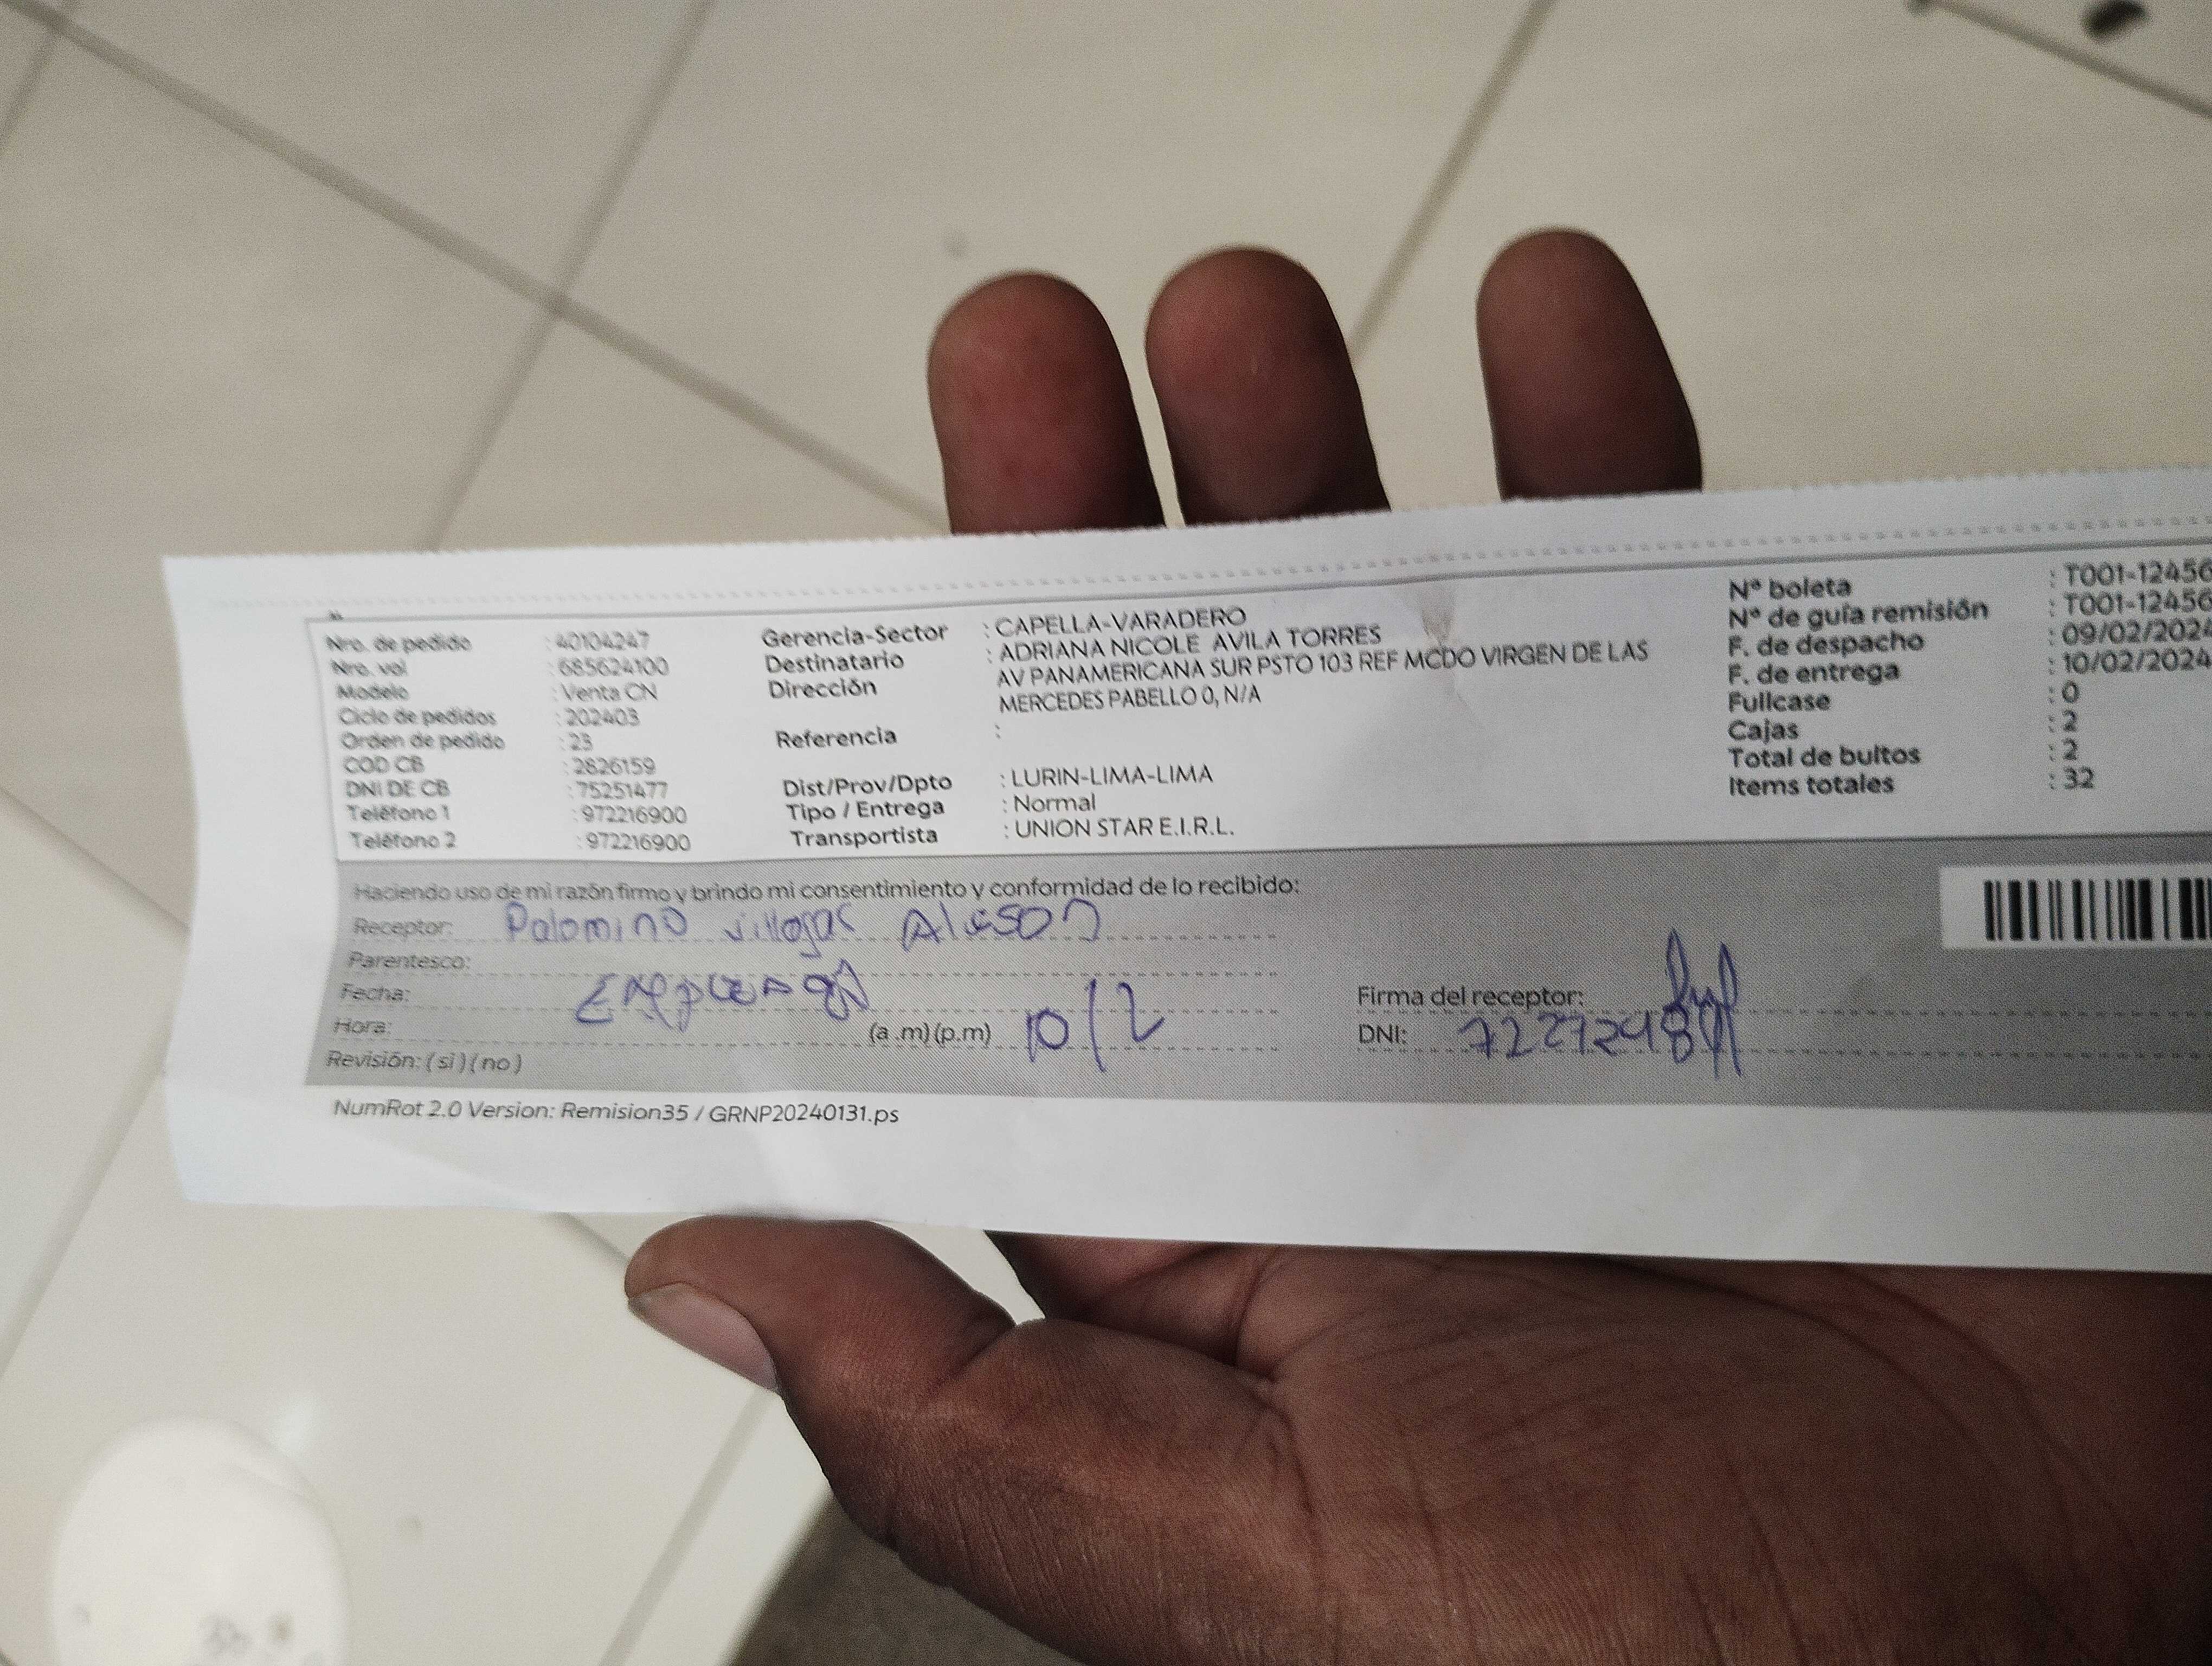 Nro. de pedido : 40104247
Nro. vol : 685624100
Modelo : Venta CN
Ciclo de pedidos : 202403
Orden de pedido : 23
COD CB : 2826159
DNI DE CB : 75251477
Teléfono 1 : 972216900
Teléfono 2 : 972216900
Gerencia-Sector : CAPELLA-VARADERO
Destinatario : ADRIANA NICOLE AVILA TORRES
Dirección AV PANAMERICANA SUR PSTO 103 REF MCDO VIRGEN DE LAS
MERCEDES PABELLO 0, N/A
Referencia :
Dist/Prov/Dpto : LURIN-LIMA-LIMA
Tipo / Entrega : Normal
Transportista : UNION STAR E.I.R.L.
Nº boleta : T001-12456
Nº de guía remisión : T001-12456
F. de despacho : 09/02/2024
F. de entrega : 10/02/2024
Fullcase : 0
Cajas : 2
Total de bultos : 2
Items totales : 32
Haciendo uso de mi razón firmo y brindo mi consentimiento y conformidad de lo recibido:
Receptor: Palomino
Parentesco:
Fecha:
Hora: (a .m) (p.m) 10/2
Revisión: ( si ) ( no )
Firma del receptor:
DNI:
NumRot 2.0 Version: Remision35 / GRNP20240131.ps